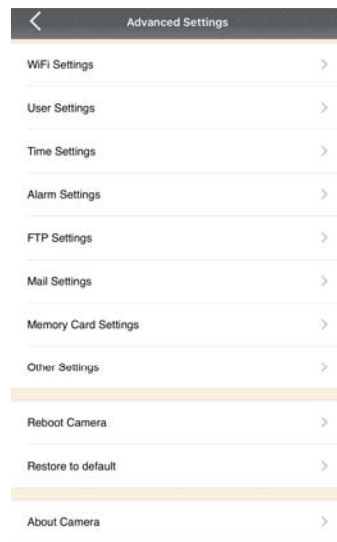 Advanced Settings
WiFi Settings
User Settings
Time Settings
Alarm Settings
FTP Settings
Mail Settings
Memory Card Settings
Other Settings
Reboot Camera
Restore to default
About Camera